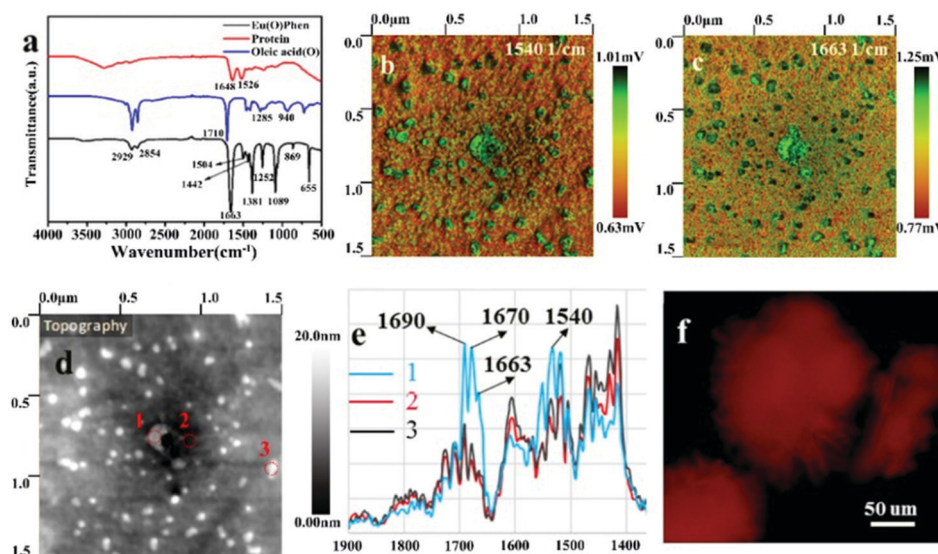 a
Eu(O)Phen
Protein
Oleic acid(O)
Transmittance(a.u.)
1648 1526
1285 940
1710
2929 2854
1504
1442
1252
869
1381
1089
655
1663
4000 3500 3000 2500 2000 1500 1000 500
Wavenumber(cm-1)
0.0μm 0.5 1.0
b
1540 1/cm
1.01mV
0.63mV
0.0
0.5
1.0
1.5
0.0μm 0.5 1.0
c
1663 1/cm
1.25mV
0.77mV
0.0
0.5
1.0
1.5
0.0μm 0.5 1.0 1.5
Topography
d
20.0nm
0.00nm
0.0
0.5
1.0
1.5
1 2
3
e
1690
1670
1540
1663
1
2
3
1900 1800 1700 1600 1500 1400
f
50 um